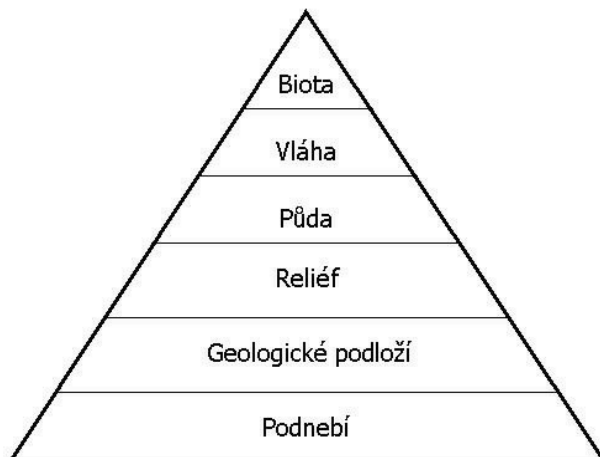 Biota
Vláha
Půda
Reliéf
Geologické podloží
Podnebí